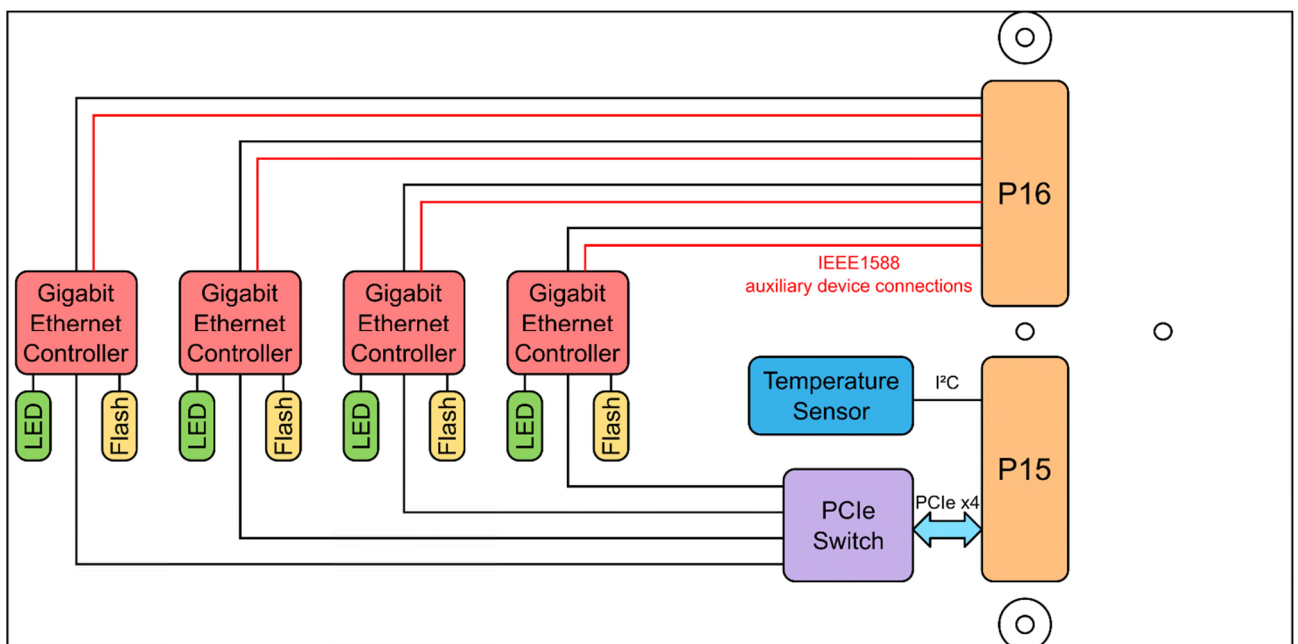 P16
IEEE1588
auxiliary device connections
Gigabit
Ethernet
Controller
Gigabit
Ethernet
Controller
Gigabit
Ethernet
Controller
Gigabit
Ethernet
Controller
LED
Flash
LED
Flash
LED
Flash
LED
Flash
Temperature
Sensor
I²C
P15
PCIe
Switch
PCIe x4